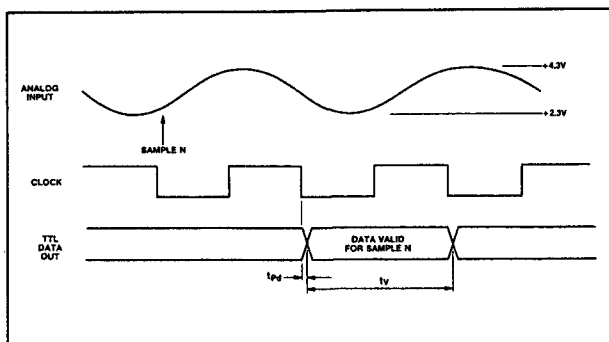 +4.3V
ANALOG
INPUT
+2.3V
SAMPLE N
CLOCK
TTL
DATA
OUT
DATA VALID
FOR SAMPLE N
tPd
tV